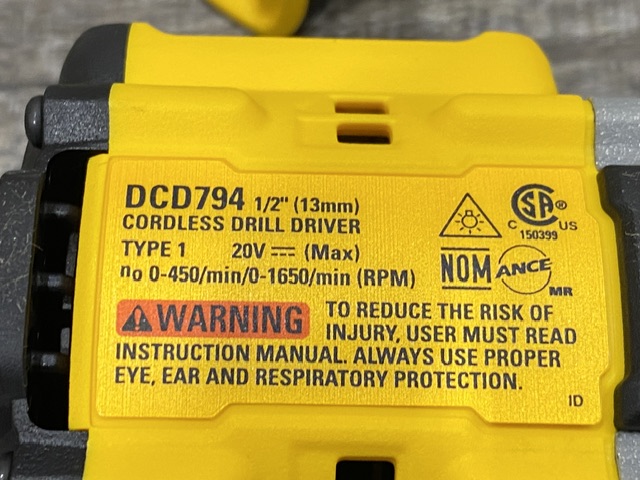 DCD794 1/2" (13mm)
CORDLESS DRILL DRIVER
TYPE 1 20V ⎓ (Max)
no 0-450/min/0-1650/min (RPM)
CSA®
C US
150399
NOM ANCE
MR
⚠WARNING TO REDUCE THE RISK OF
INJURY, USER MUST READ
INSTRUCTION MANUAL. ALWAYS USE PROPER
EYE, EAR AND RESPIRATORY PROTECTION.
ID